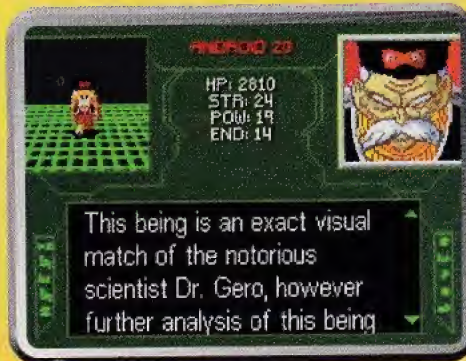 ANDROID 20
HP: 2810
STR: 24
POW: 19
END: 14
This being is an exact visual
match of the notorious
scientist Dr. Gero, however
further analysis of this being